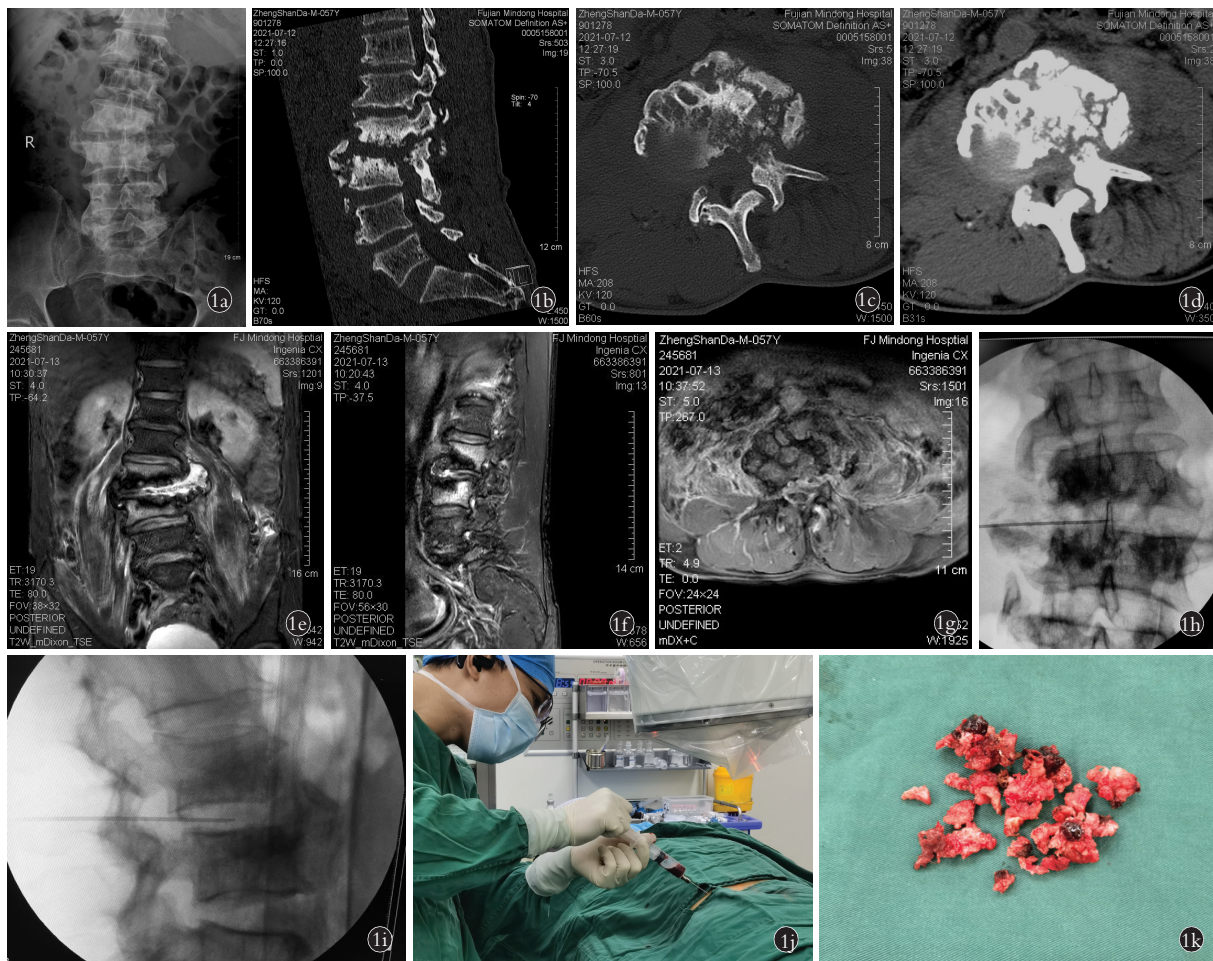 R
19 cm
1a
ZhengShanDa-M-057Y
901278
2021-07-12
12:27:16
ST: 1.0
TP: 0.0
SP:100.0
Fujian Mindong Hospital
SOMATOM Definition AS+
0005158001
Srs:503
Img:19
Spin: -70
Tilt: 4
12 cm
HFS
MA:
KV:120
GT: 0.0
B70s
W:1500
1b
ZhengShanDa-M-057Y
901278
2021-07-12
12:27:19
ST: 3.0
TP:-70.5
SP:100.0
Fujian Mindong Hospital
SOMATOM Definition AS+
0005158001
Srs:5
Img:38
8 cm
HFS
MA:208
KV:120
GT: 0.0
B60s
W:1500
1c
ZhengShanDa-M-057Y
901278
2021-07-12
12:27:19
ST: 3.0
TP:-70.5
SP:100.0
Fujian Mindong Hospital
SOMATOM Definition AS+
0005158001
8 cm
HFS
MA:208
KV:120
GT: 0.0
B31s
W:350
1d
ZhengShanDa-M-057Y
245681
2021-07-13
10:30:37
ST: 4.0
TP:-64.2
FJ Mindong Hosptial
Ingenia CX
663386391
Srs:1201
Img:9
16 cm
ET:19
TR:3170.3
TE: 80.0
FOV:38×32
POSTERIOR
UNDEFINED
T2W_mDixon_TSE
W:942
1e
ZhengShanDa-M-057Y
245681
2021-07-13
10:20:43
ST: 4.0
TP:-37.5
FJ Mindong Hosptial
Ingenia CX
663386391
Srs:801
Img:13
14 cm
ET:19
TR:3170.3
TE: 80.0
FOV:56×30
POSTERIOR
UNDEFINED
T2W_mDixon_TSE
W:656
1f
ZhengShanDa-M-057Y
245681
2021-07-13
10:37:52
ST: 5.0
TP:267.0
FJ Mindong Hosptial
Ingenia CX
663386391
Srs:1501
Img:16
11 cm
ET:2
TR: 4.9
TE: 0.0
FOV:24×24
POSTERIOR
UNDEFINED
mDX+C
W:1925
1g
1h
1i
1j
1k